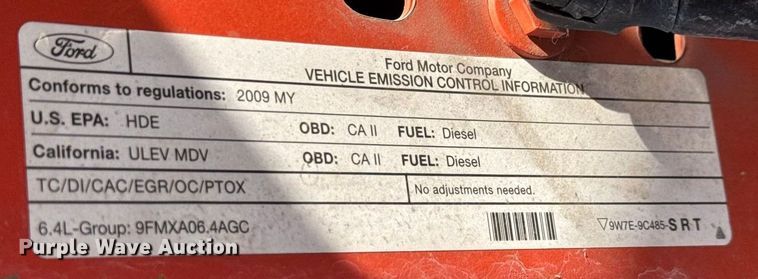 Ford
Ford Motor Company
VEHICLE EMISSION CONTROL INFORMATION
Conforms to regulations: 2009 MY
U.S. EPA: HDE OBD: CA II FUEL: Diesel
California: ULEV MDV OBD: CA II FUEL: Diesel
TC/DI/CAC/EGR/OC/PTOX No adjustments needed.
6.4L-Group: 9FMXA06.4AGC ▽9W7E-9C485-S R T
Purple Wave Auction